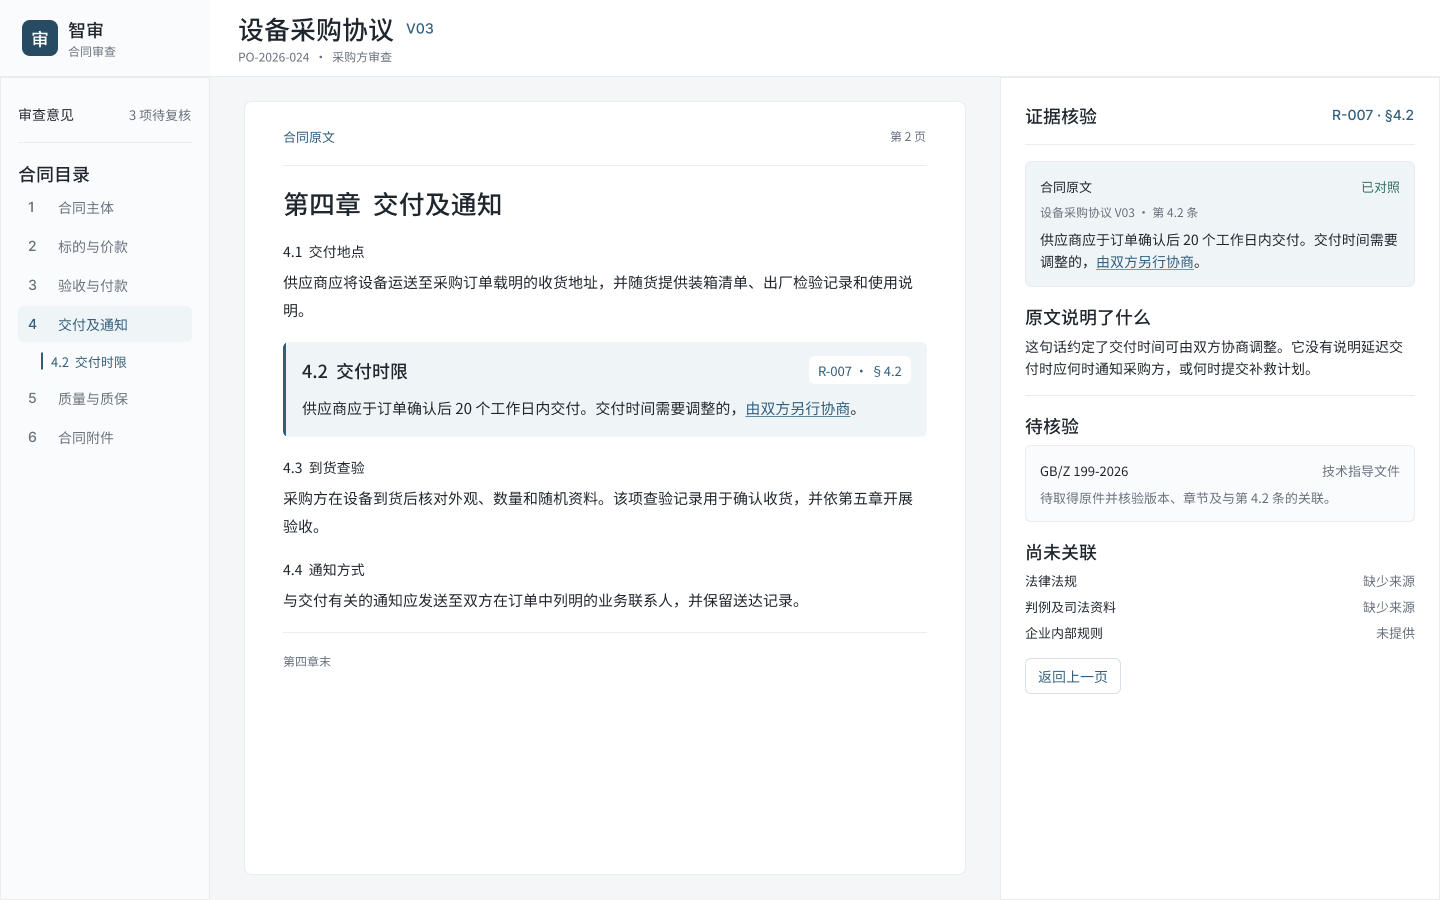 审
智审
合同审查
设备采购协议 V03
PO-2026-024 • 采购方审查
审查意见 3 项待复核
合同目录
1 合同主体
2 标的与价款
3 验收与付款
4 交付及通知
4.2 交付时限
5 质量与质保
6 合同附件
合同原文 第 2 页
第四章 交付及通知
4.1 交付地点
供应商应将设备运送至采购订单载明的收货地址，并随货提供装箱清单、出厂检验记录和使用说
明。
4.2 交付时限 R-007 • § 4.2
供应商应于订单确认后 20 个工作日内交付。交付时间需要调整的，由双方另行协商。
4.3 到货查验
采购方在设备到货后核对外观、数量和随机资料。该项查验记录用于确认收货，并依第五章开展
验收。
4.4 通知方式
与交付有关的通知应发送至双方在订单中列明的业务联系人，并保留送达记录。
第四章末
证据核验 R-007 · §4.2
合同原文 已对照
设备采购协议 V03 • 第 4.2 条
供应商应于订单确认后 20 个工作日内交付。交付时间需要
调整的，由双方另行协商。
原文说明了什么
这句话约定了交付时间可由双方协商调整。它没有说明延迟交
付时应何时通知采购方，或何时提交补救计划。
待核验
GB/Z 199-2026 技术指导文件
待取得原件并核验版本、章节及与第 4.2 条的关联。
尚未关联
法律法规 缺少来源
判例及司法资料 缺少来源
企业内部规则 未提供
返回上一页